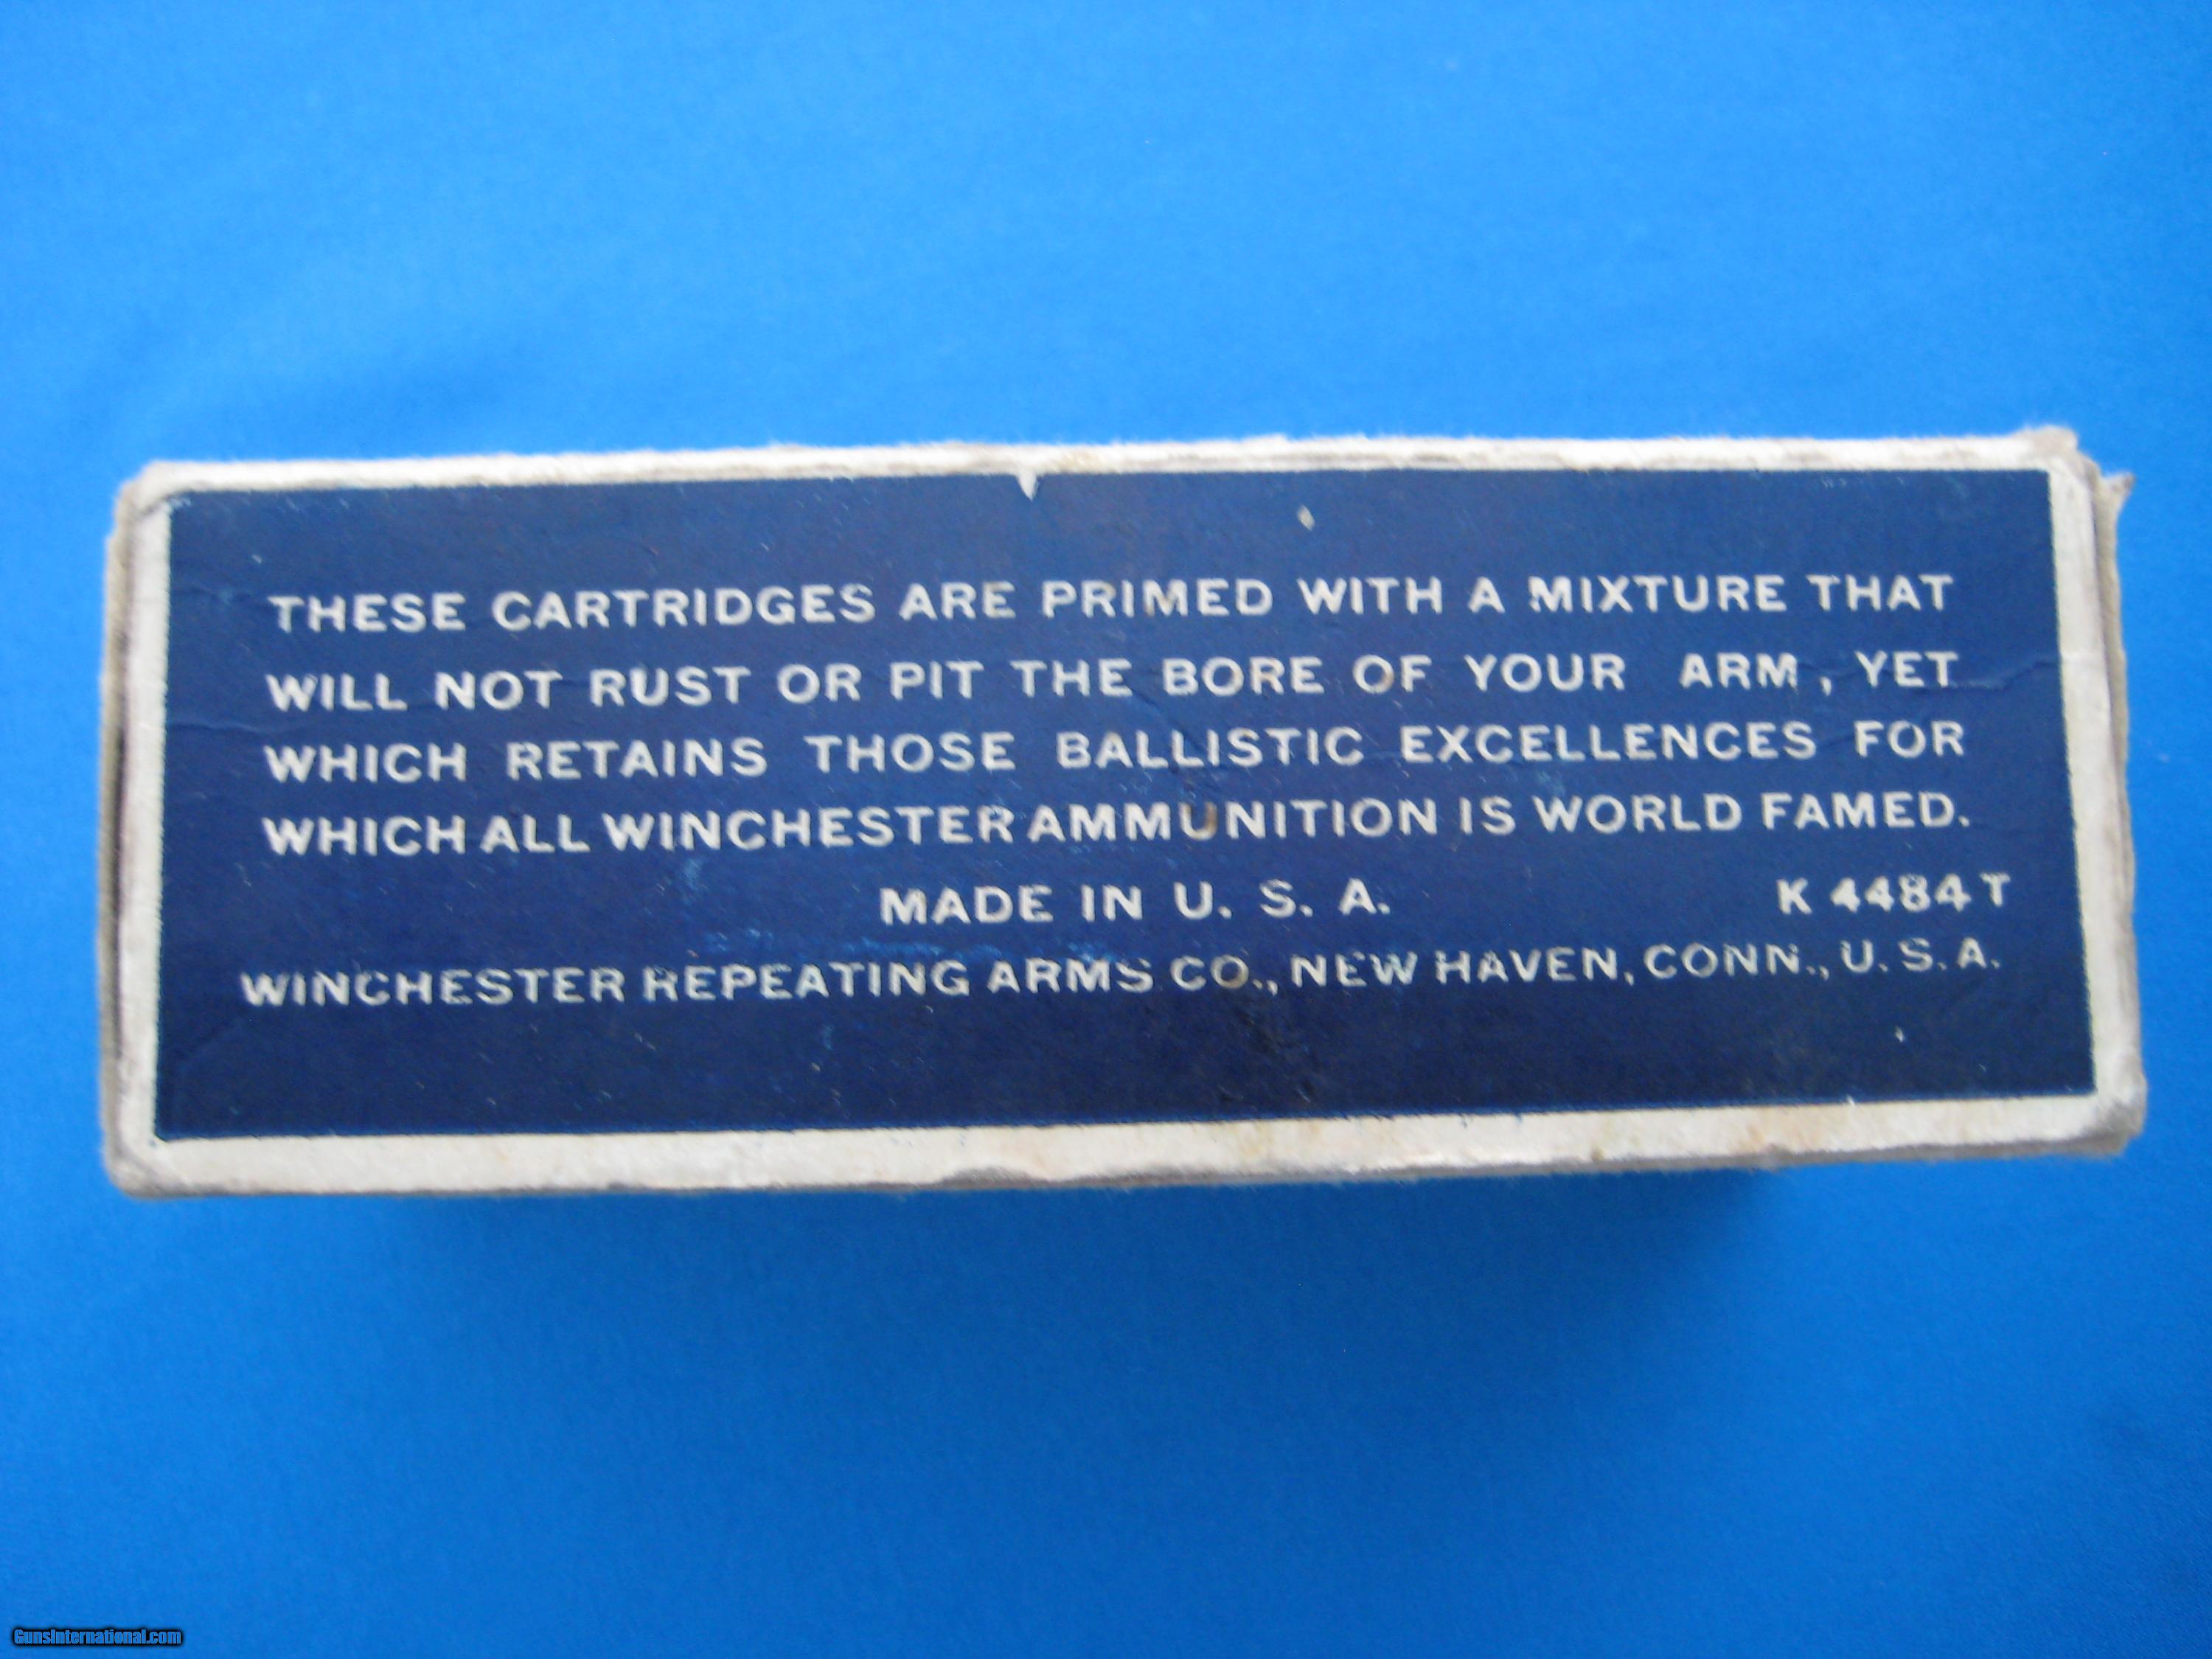 THESE CARTRIDGES ARE PRIMED WITH A MIXTURE THAT
WILL NOT RUST OR PIT THE BORE OF YOUR ARM, YET
WHICH RETAINS THOSE BALLISTIC EXCELLENCES FOR
WHICH ALL WINCHESTER AMMUNITION IS WORLD FAMED.
MADE IN U. S. A. K 4484 T
WINCHESTER REPEATING ARMS CO., NEW HAVEN, CONN., U. S. A.
GunsInternational.com